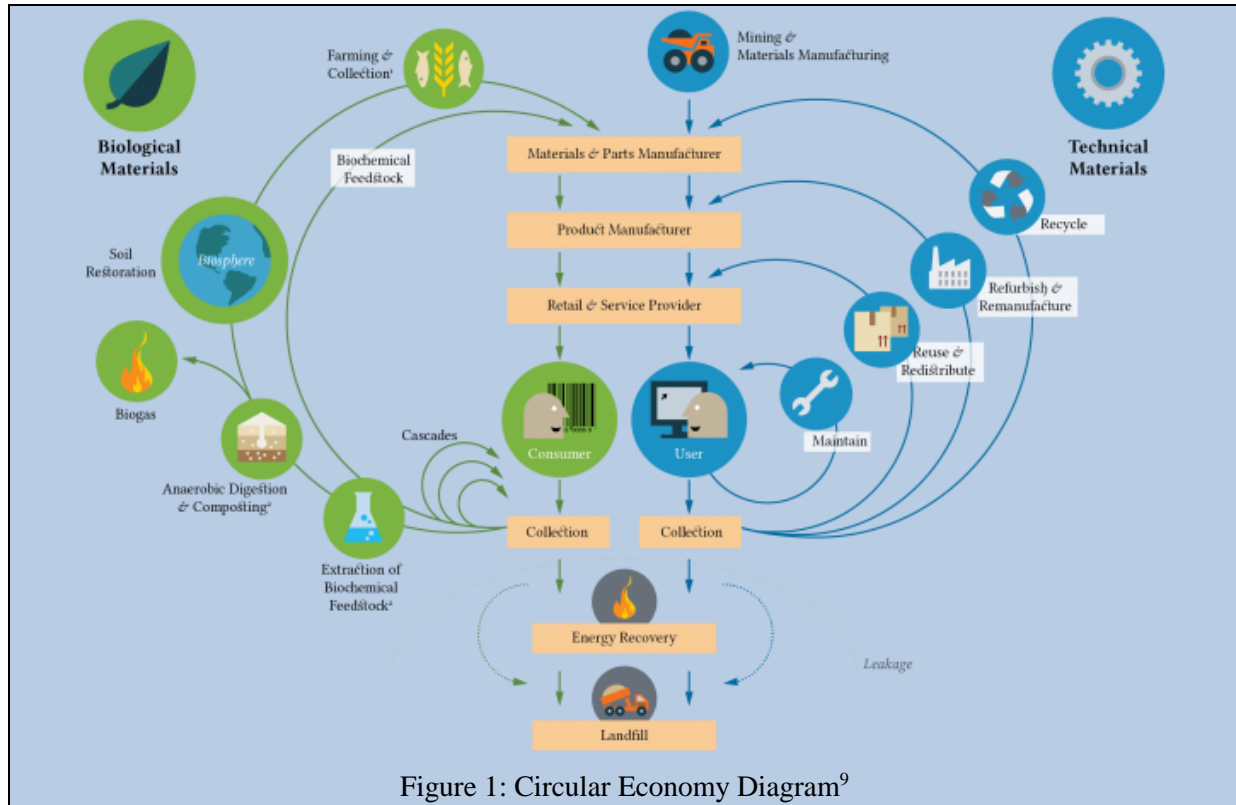 Farming &
Collection¹
Mining &
Materials Manufacturing
Biological
Materials
Technical
Materials
Biochemical
Feedstock
Materials & Parts Manufacturer
Recycle
Product Manufacturer
Soil
Restoration
Biosphere
Refurbish &
Remanufacture
Retail & Service Provider
Reuse &
Redistribute
Biogas
Cascades
Consumer
User
Maintain
Anaerobic Digestion
& Composting²
Collection
Collection
Extraction of
Biochemical
Feedstock²
Energy Recovery
Leakage
Landfill
Figure 1: Circular Economy Diagram⁹